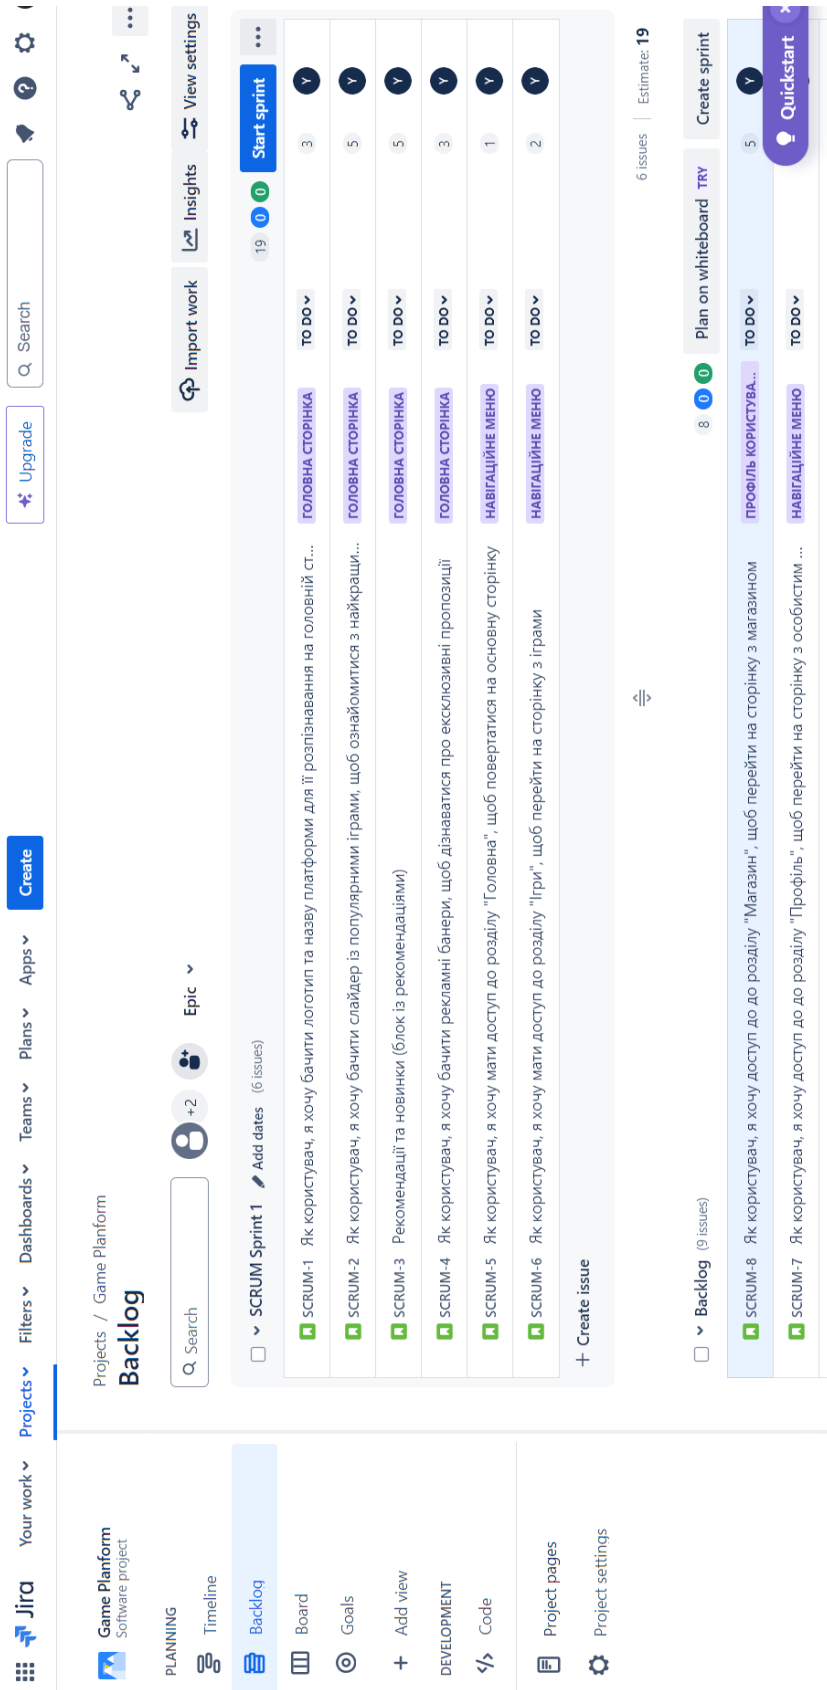 Jira
Your work
Projects
Filters
Dashboards
Teams
Plans
Apps
Create
Upgrade
Search
Game Planform
Software project
PLANNING
Timeline
Backlog
Board
Goals
Add view
DEVELOPMENT
Code
Project pages
Project settings
Projects / Game Planform
Backlog
Search
+2
Epic
Import work
Insights
View settings
SCRUM Sprint 1 Add dates (6 issues) 19 0 0 Start sprint
SCRUM-1 Як користувач, я хочу бачити логотип та назву платформи для її розпізнавання на головній ст... ГОЛОВНА СТОРІНКА TO DO 3 Y
SCRUM-2 Як користувач, я хочу бачити слайдер із популярними іграми, щоб ознайомитися з найкращи... ГОЛОВНА СТОРІНКА TO DO 5 Y
SCRUM-3 Рекомендації та новинки (блок із рекомендаціями) ГОЛОВНА СТОРІНКА TO DO 5 Y
SCRUM-4 Як користувач, я хочу бачити рекламні банери, щоб дізнаватися про ексклюзивні пропозиції ГОЛОВНА СТОРІНКА TO DO 3 Y
SCRUM-5 Як користувач, я хочу мати доступ до розділу "Головна", щоб повертатися на основну сторінку НАВІГАЦІЙНЕ МЕНЮ TO DO 1 Y
SCRUM-6 Як користувач, я хочу мати доступ до розділу "Ігри", щоб перейти на сторінку з іграми НАВІГАЦІЙНЕ МЕНЮ TO DO 2 Y
+ Create issue
6 issues Estimate: 19
Backlog (9 issues) 8 0 0 Plan on whiteboard TRY Create sprint
SCRUM-8 Як користувач, я хочу доступ до до розділу "Магазин", щоб перейти на сторінку з магазином ПРОФІЛЬ КОРИСТУВА... TO DO 5 Y
SCRUM-7 Як користувач, я хочу доступ до до розділу "Профіль", щоб перейти на сторінку з особистим ... НАВІГАЦІЙНЕ МЕНЮ TO DO
Quickstart